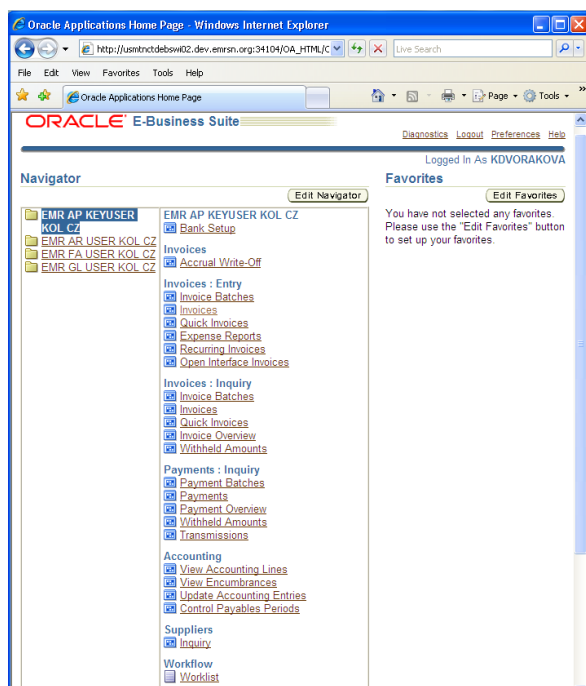 Oracle Applications Home Page - Windows Internet Explorer
http://usmtnctdebswi02.dev.emrsn.org:34104/OA_HTML/C
Live Search
File Edit View Favorites Tools Help
Oracle Applications Home Page
Page Tools »
ORACLE® E-Business Suite
Diagnostics Logout Preferences Help
Logged In As KDVORAKOVA
Navigator
Edit Navigator
EMR AP KEYUSER
KOL CZ
EMR AR USER KOL CZ
EMR FA USER KOL CZ
EMR GL USER KOL CZ
EMR AP KEYUSER KOL CZ
Bank Setup
Invoices
Accrual Write-Off
Invoices : Entry
Invoice Batches
Invoices
Quick Invoices
Expense Reports
Recurring Invoices
Open Interface Invoices
Invoices : Inquiry
Invoice Batches
Invoices
Quick Invoices
Invoice Overview
Withheld Amounts
Payments : Inquiry
Payment Batches
Payments
Payment Overview
Withheld Amounts
Transmissions
Accounting
View Accounting Lines
View Encumbrances
Update Accounting Entries
Control Payables Periods
Suppliers
Inquiry
Workflow
Worklist
Favorites
Edit Favorites
You have not selected any favorites.
Please use the "Edit Favorites" button
to set up your favorites.